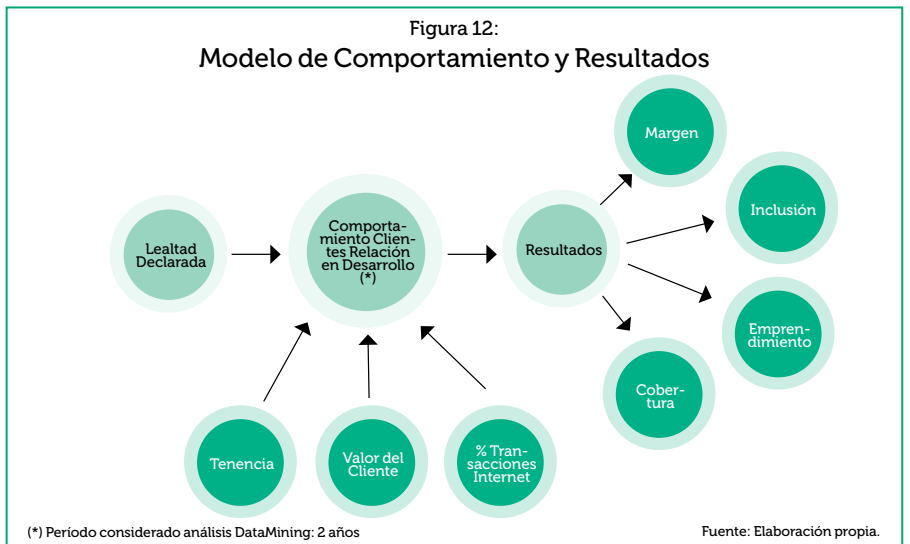 Figura 12:
Modelo de Comportamiento y Resultados
Margen
Inclusión
Lealtad
Declarada
Comporta-
miento Clien-
tes Relación
en Desarrollo
(*)
Resultados
Empren-
dimiento
Cober-
tura
Tenencia
Valor del
Cliente
% Tran-
sacciones
Internet
(*) Período considerado análisis DataMining: 2 años
Fuente: Elaboración propia.